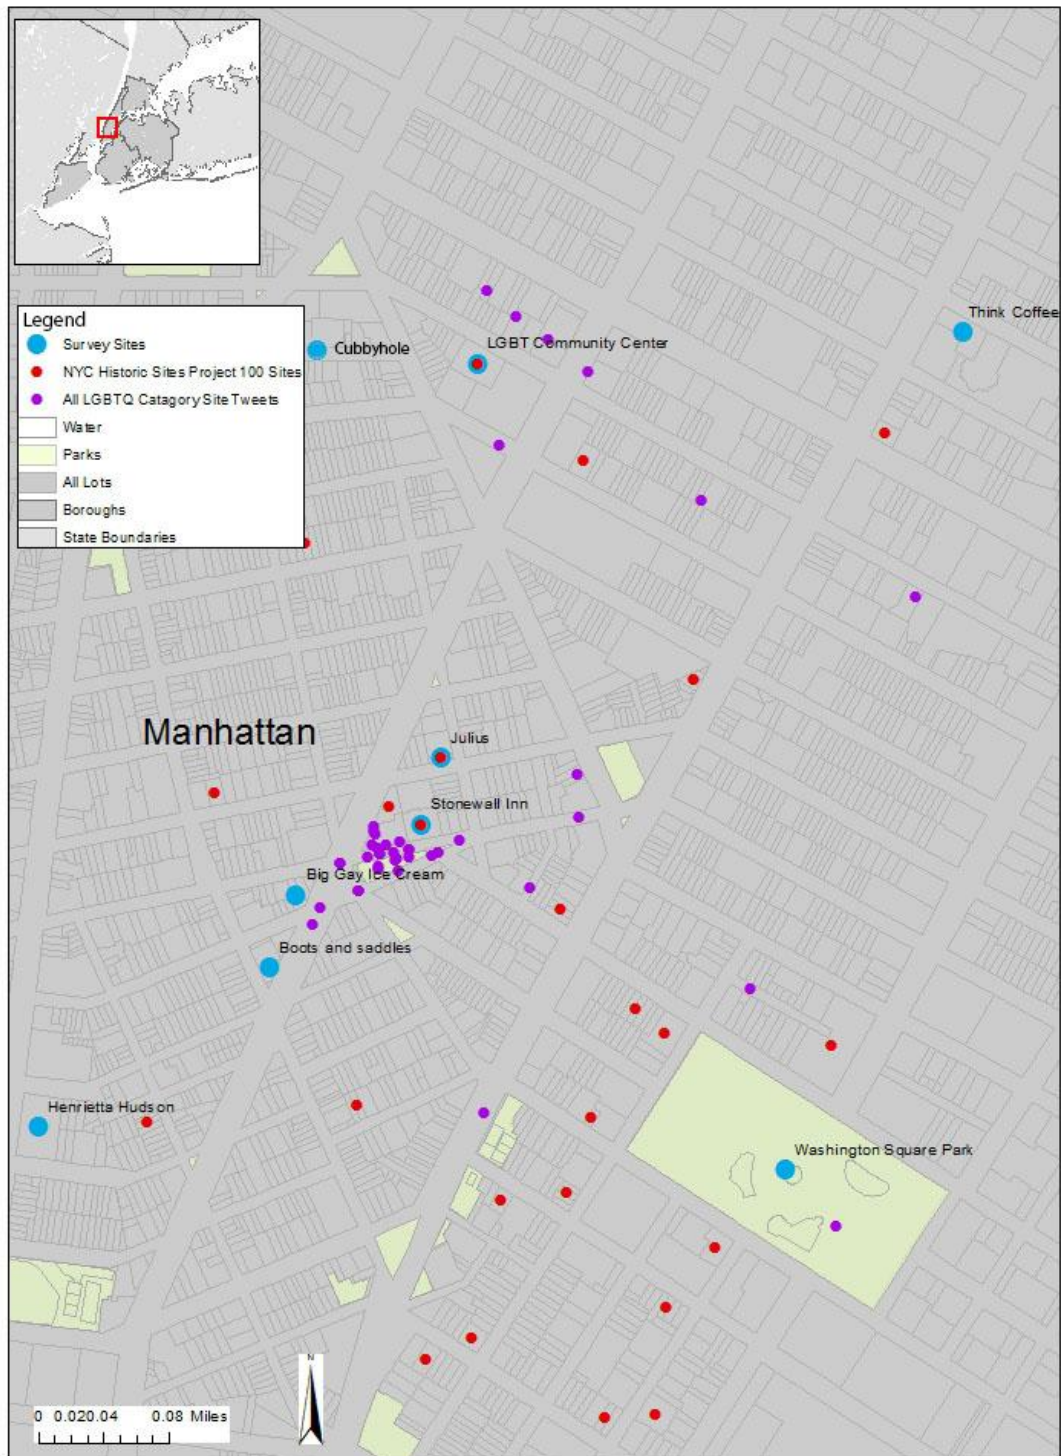 Think Coffee
LGBT Community Center
Cubbyhole
Legend
Survey Sites
NYC Historic Sites Project 100 Sites
All LGBTQ Catagory Site Tweets
Water
Parks
All Lots
Boroughs
State Boundaries
Manhattan
Julius
Stonewall Inn
Big Gay Ice Cream
Boots and saddles
Henrietta Hudson
Washington Square Park
N
0 0.020.04 0.08 Miles